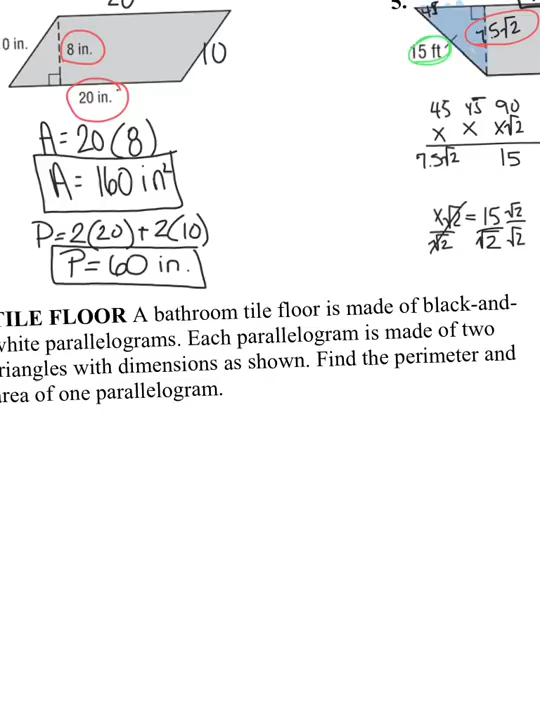 20
0 in.
8 in.
10
20 in.
A = 20(8)
A = 160 in²
P = 2(20) + 2(10)
P = 60 in.
5.
45
7.5√2
15 ft
45 45 90
x x x√2
7.5√2 15
x√2 = 15 √2
√2 √2 √2
TILE FLOOR A bathroom tile floor is made of black-and-
white parallelograms. Each parallelogram is made of two
triangles with dimensions as shown. Find the perimeter and
area of one parallelogram.